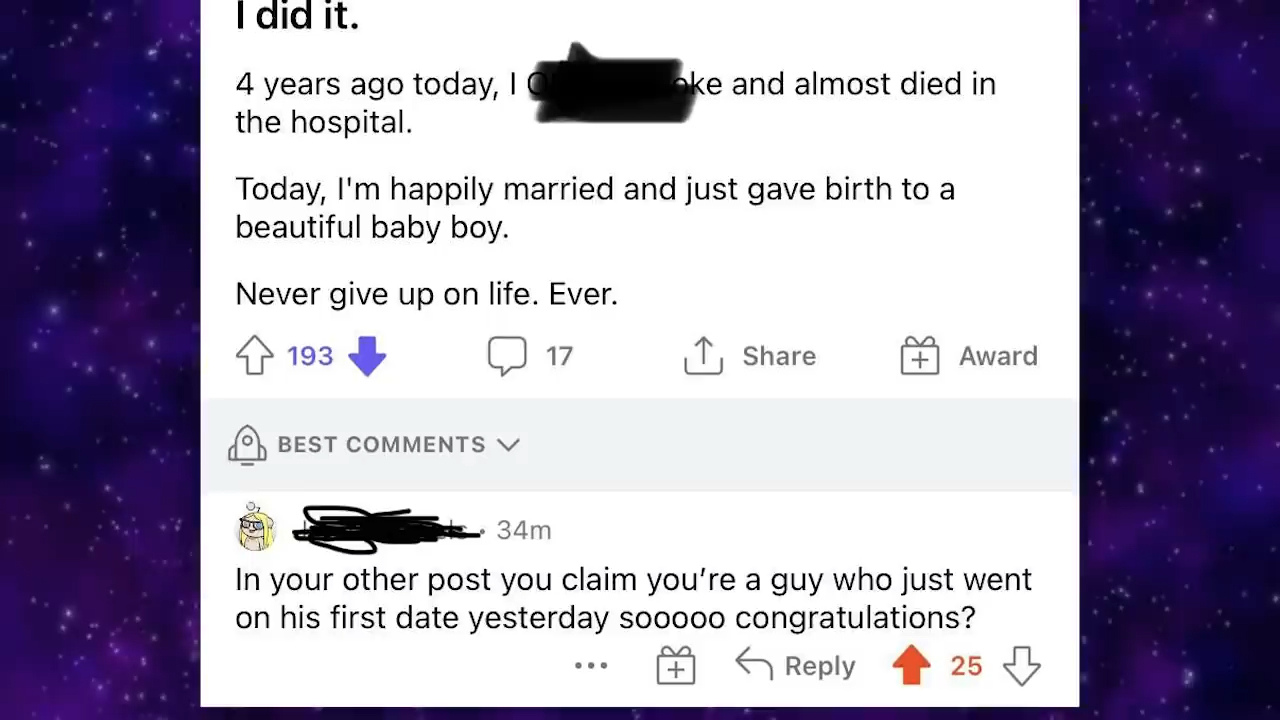 I did it.
4 years ago today, I and almost died in
the hospital.
Today, I'm happily married and just gave birth to a
beautiful baby boy.
Never give up on life. Ever.
193 17 Share Award
BEST COMMENTS
· 34m
In your other post you claim you’re a guy who just went
on his first date yesterday sooooo congratulations?
Reply 25